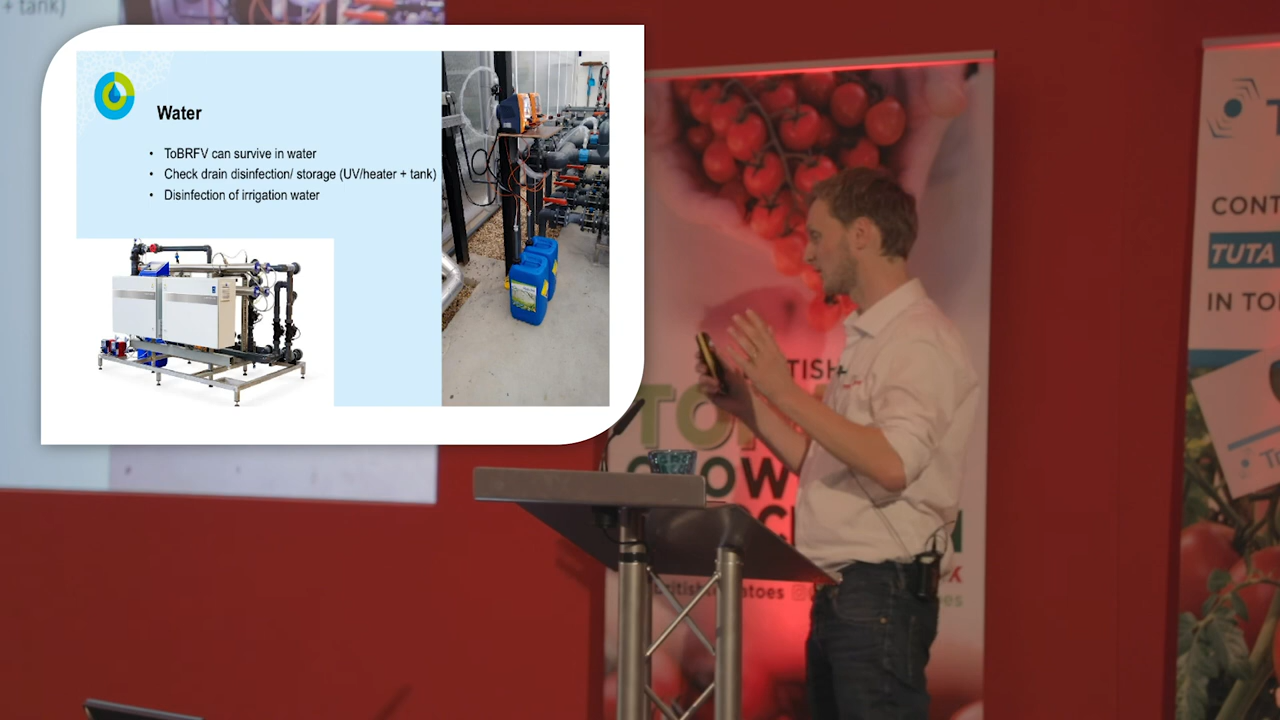 + tank)
Water
• ToBRFV can survive in water
• Check drain disinfection/ storage (UV/heater + tank)
• Disinfection of irrigation water
CONT
TUTA
IN TO